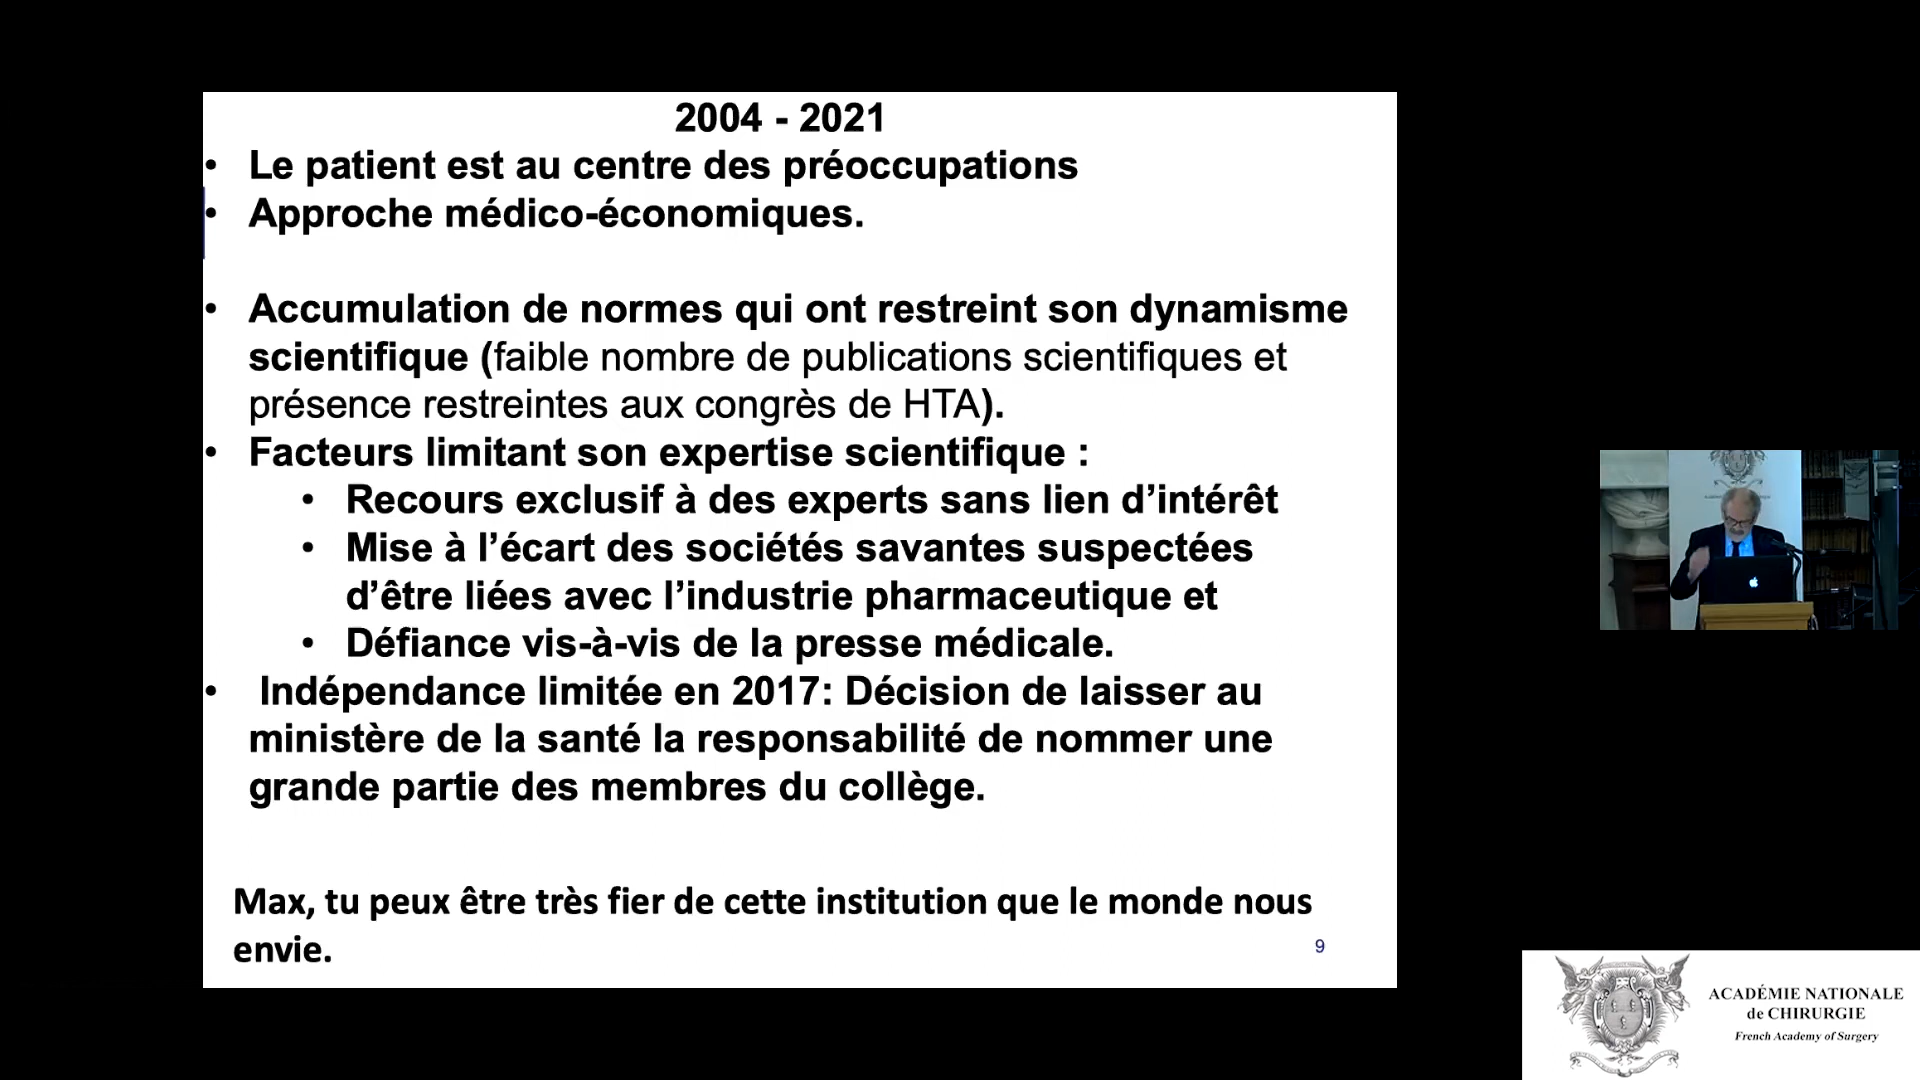 2004 - 2021
• Le patient est au centre des préoccupations
• Approche médico-économiques.
• Accumulation de normes qui ont restreint son dynamisme
scientifique (faible nombre de publications scientifiques et
présence restreintes aux congrès de HTA).
• Facteurs limitant son expertise scientifique :
• Recours exclusif à des experts sans lien d’intérêt
• Mise à l’écart des sociétés savantes suspectées
d’être liées avec l’industrie pharmaceutique et
• Défiance vis-à-vis de la presse médicale.
• Indépendance limitée en 2017: Décision de laisser au
ministère de la santé la responsabilité de nommer une
grande partie des membres du collège.
Max, tu peux être très fier de cette institution que le monde nous
envie.
9
ACADÉMIE NATIONALE
de CHIRURGIE
French Academy of Surgery